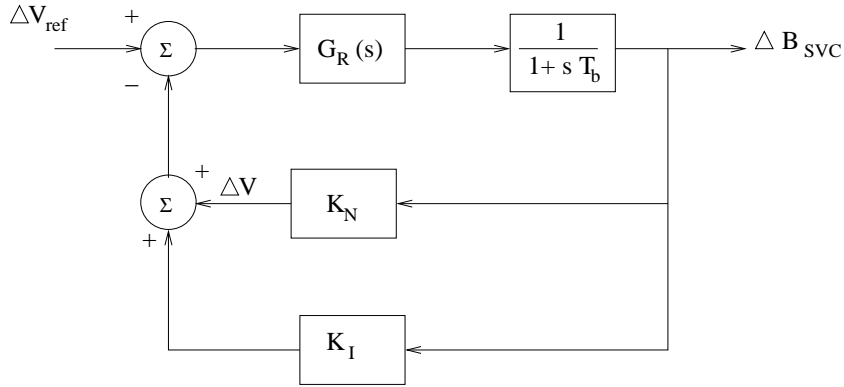 △V_ref
+
Σ
−
G_R (s)
1
1+ s T_b
△ B_SVC
+
Σ
+
△V
K_N
K_I